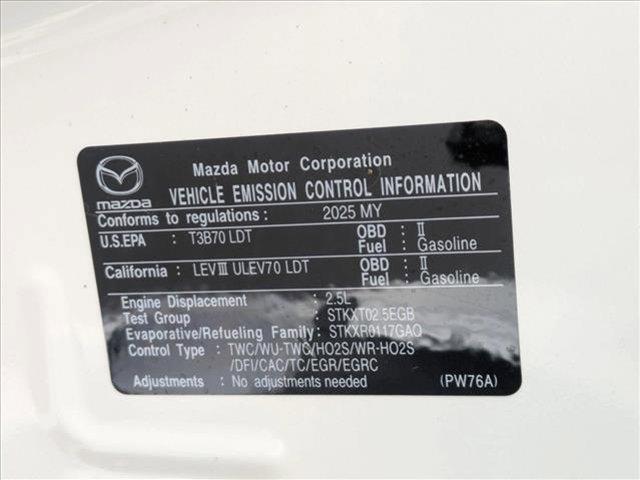 Mazda Motor Corporation
mazda VEHICLE EMISSION CONTROL INFORMATION
Conforms to regulations : 2025 MY
U.S.EPA : T3B70 LDT OBD : II
Fuel : Gasoline
California : LEVIII ULEV70 LDT OBD : II
Fuel : Gasoline
Engine Displacement : 2.5L
Test Group : STKXT02.5EGB
Evaporative/Refueling Family: STKXR0117GAO
Control Type : TWC/WU-TWC/HO2S/WR-HO2S
/DFI/CAC/TC/EGR/EGRC
Adjustments : No adjustments needed (PW76A)